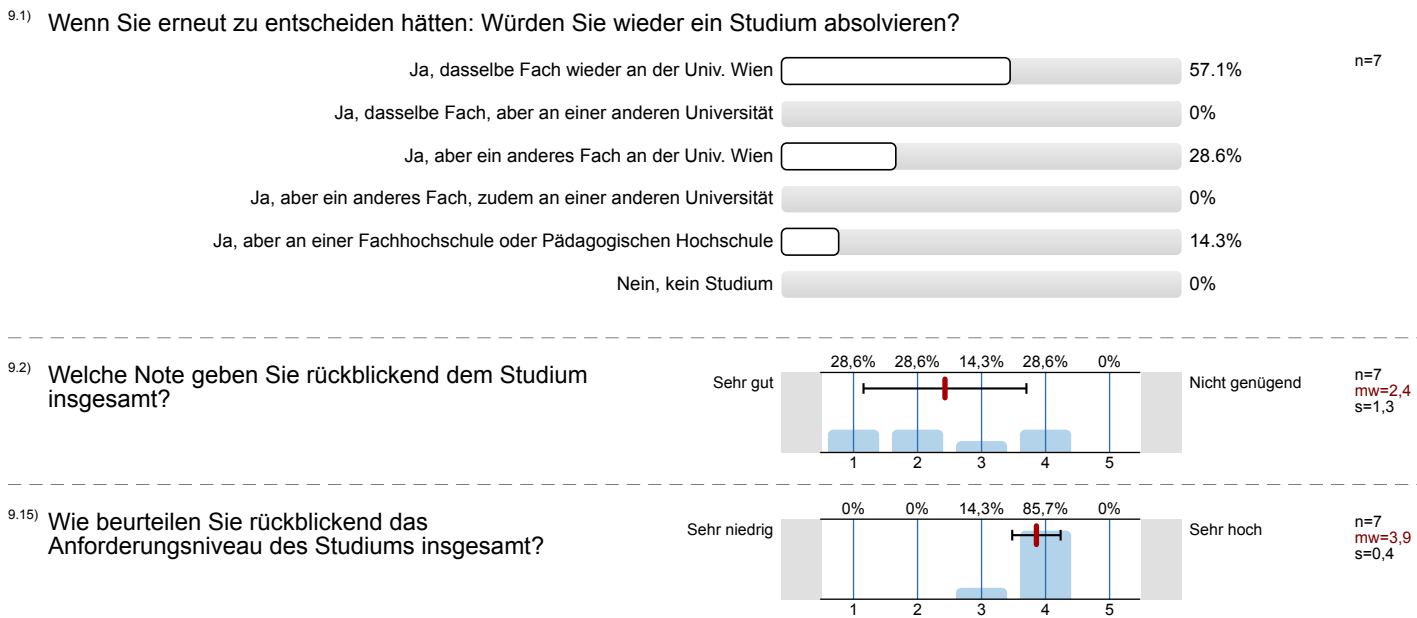 9.1) Wenn Sie erneut zu entscheiden hätten: Würden Sie wieder ein Studium absolvieren?
Ja, dasselbe Fach wieder an der Univ. Wien 57.1% n=7
Ja, dasselbe Fach, aber an einer anderen Universität 0%
Ja, aber ein anderes Fach an der Univ. Wien 28.6%
Ja, aber ein anderes Fach, zudem an einer anderen Universität 0%
Ja, aber an einer Fachhochschule oder Pädagogischen Hochschule 14.3%
Nein, kein Studium 0%
9.2) Welche Note geben Sie rückblickend dem Studium
insgesamt?
28,6% 28,6% 14,3% 28,6% 0%
Sehr gut Nicht genügend
n=7
mw=2,4
s=1,3
1 2 3 4 5
9.15) Wie beurteilen Sie rückblickend das
Anforderungsniveau des Studiums insgesamt?
0% 0% 14,3% 85,7% 0%
Sehr niedrig Sehr hoch
n=7
mw=3,9
s=0,4
1 2 3 4 5